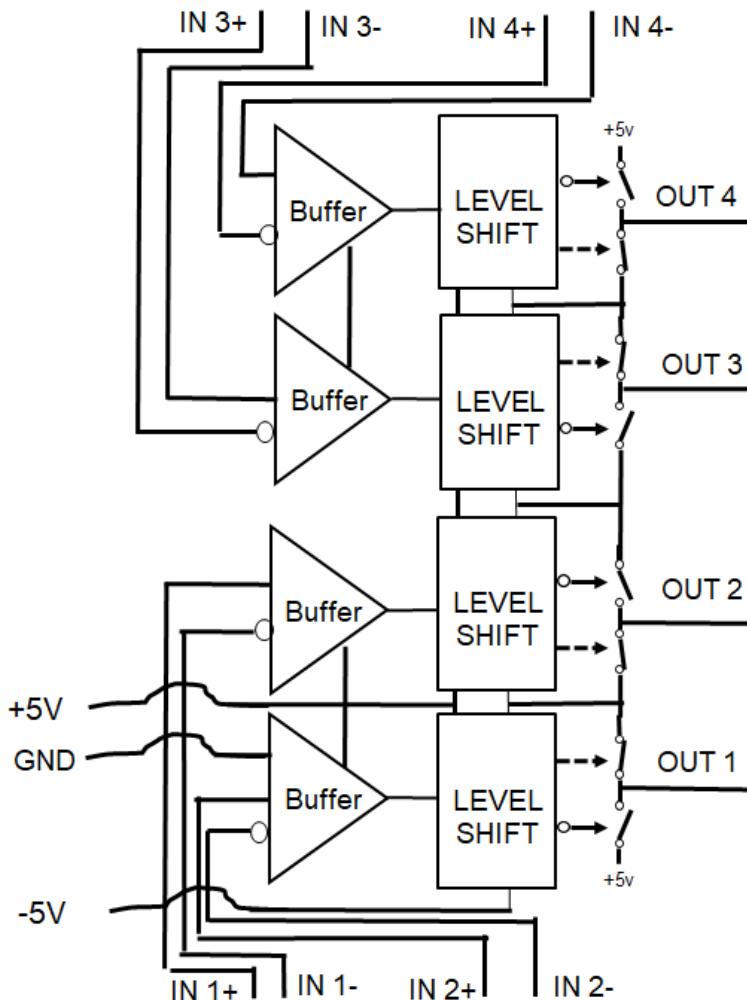 IN 3+ IN 3- IN 4+ IN 4-
+5v
Buffer
LEVEL
SHIFT
OUT 4
Buffer
LEVEL
SHIFT
OUT 3
Buffer
LEVEL
SHIFT
OUT 2
+5V
GND
Buffer
LEVEL
SHIFT
OUT 1
+5v
-5V
IN 1+ IN 1- IN 2+ IN 2-